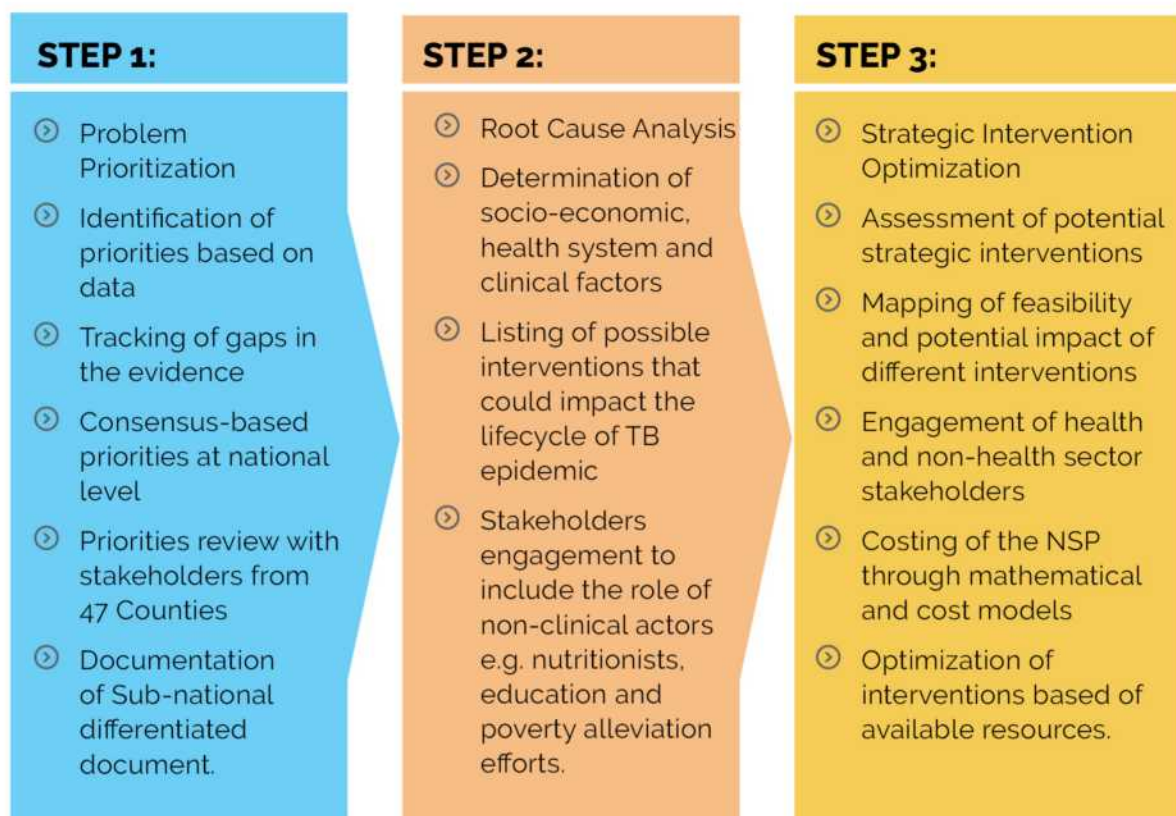 STEP 1:
Problem
Prioritization
Identification of
priorities based on
data
Tracking of gaps in
the evidence
Consensus-based
priorities at national
level
Priorities review with
stakeholders from
47 Counties
Documentation
of Sub-national
differentiated
document.
STEP 2:
Root Cause Analysis
Determination of
socio-economic,
health system and
clinical factors
Listing of possible
interventions that
could impact the
lifecycle of TB
epidemic
Stakeholders
engagement to
include the role of
non-clinical actors
e.g. nutritionists,
education and
poverty alleviation
efforts.
STEP 3:
Strategic Intervention
Optimization
Assessment of potential
strategic interventions
Mapping of feasibility
and potential impact of
different interventions
Engagement of health
and non-health sector
stakeholders
Costing of the NSP
through mathematical
and cost models
Optimization of
interventions based of
available resources.